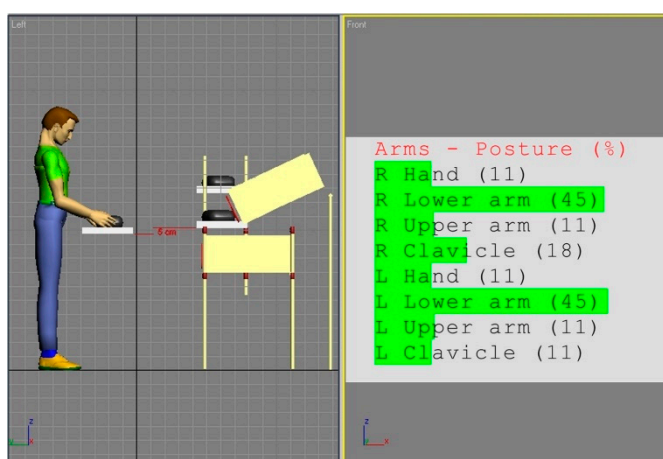 Left
5 cm
z
y
x
Front
Arms - Posture (%)
R Hand (11)
R Lower arm (45)
R Upper arm (11)
R Clavicle (18)
L Hand (11)
L Lower arm (45)
L Upper arm (11)
L Clavicle (11)
z
x